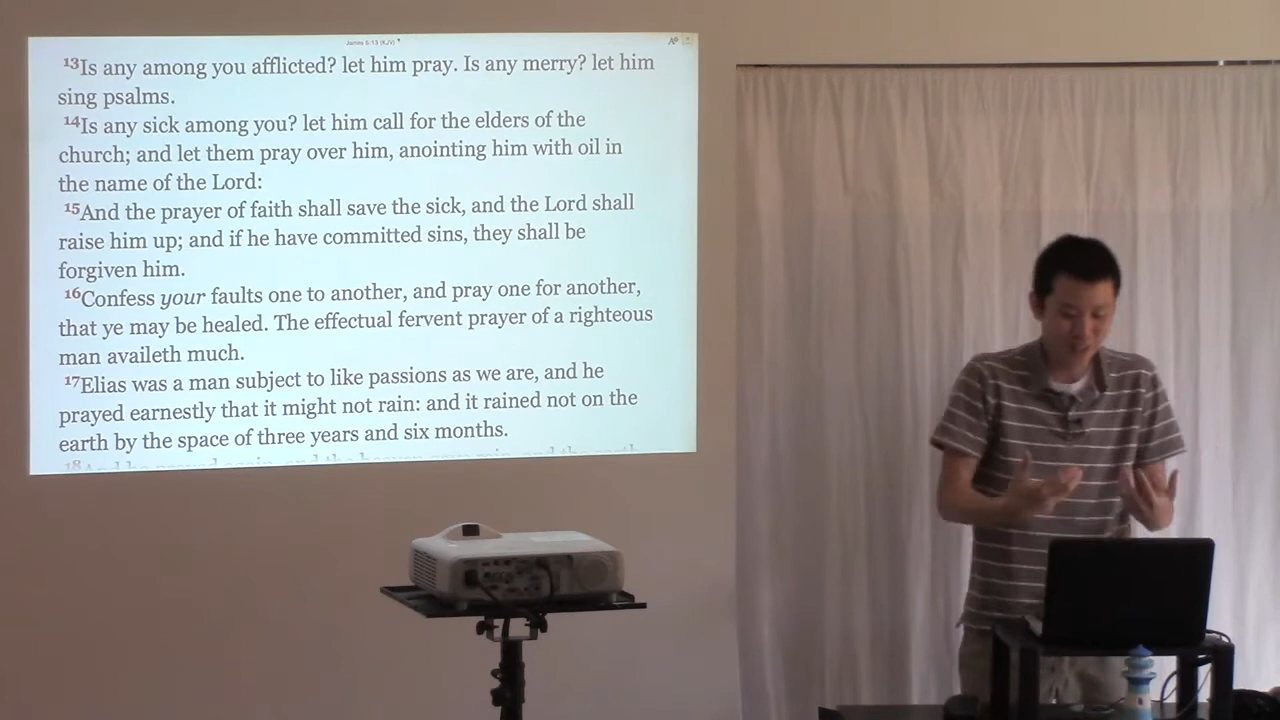 James 5:13 (KJV)
13Is any among you afflicted? let him pray. Is any merry? let him
sing psalms.
14Is any sick among you? let him call for the elders of the
church; and let them pray over him, anointing him with oil in
the name of the Lord:
15And the prayer of faith shall save the sick, and the Lord shall
raise him up; and if he have committed sins, they shall be
forgiven him.
16Confess your faults one to another, and pray one for another,
that ye may be healed. The effectual fervent prayer of a righteous
man availeth much.
17Elias was a man subject to like passions as we are, and he
prayed earnestly that it might not rain: and it rained not on the
earth by the space of three years and six months.